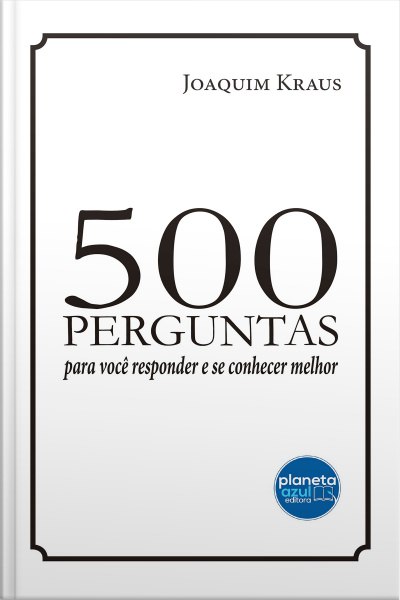 Joaquim Kraus
500
PERGUNTAS
para você responder e se conhecer melhor
planeta
azul
editora